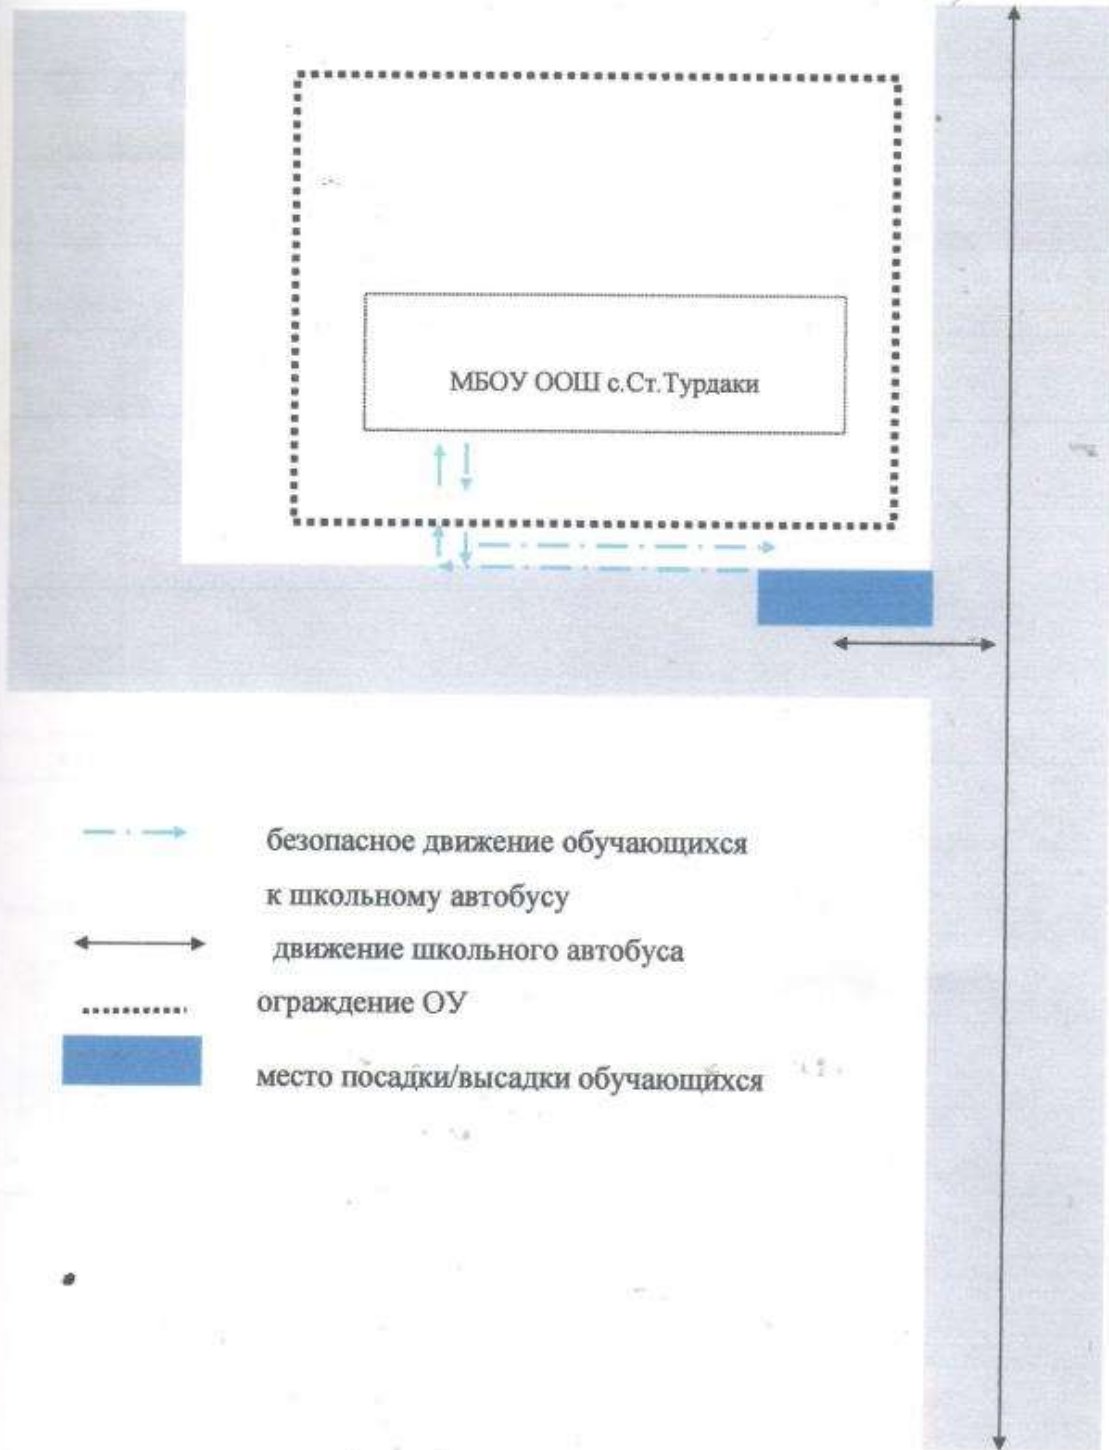 МБОУ ООШ с.Ст.Турдаки
безопасное движение обучающихся
к школьному автобусу
движение школьного автобуса
ограждение ОУ
место посадки/высадки обучающихся